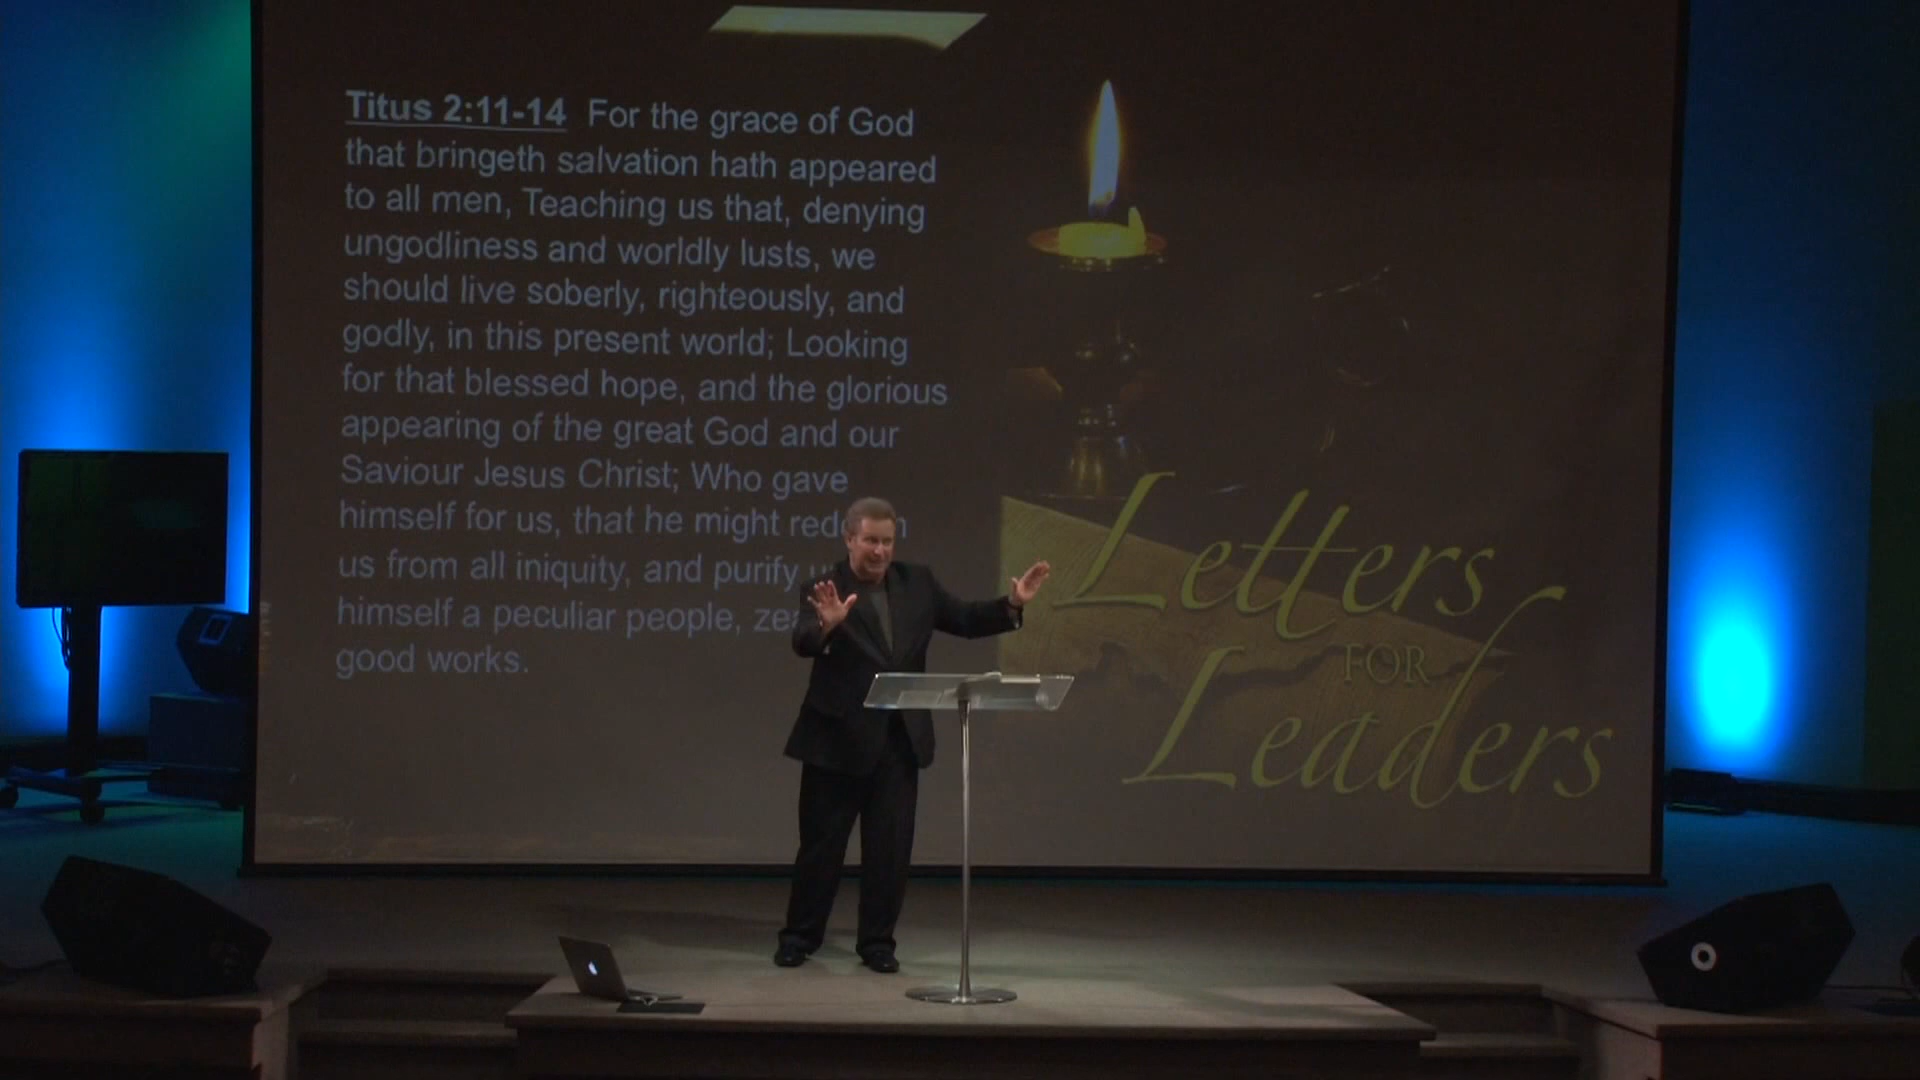 Titus 2:11-14 For the grace of God
that bringeth salvation hath appeared
to all men, Teaching us that, denying
ungodliness and worldly lusts, we
should live soberly, righteously, and
godly, in this present world; Looking
for that blessed hope, and the glorious
appearing of the great God and our
Saviour Jesus Christ; Who gave
himself for us, that he might
us from all iniquity, and purify
himself a peculiar people,
good works.
Letters
FOR
Leaders